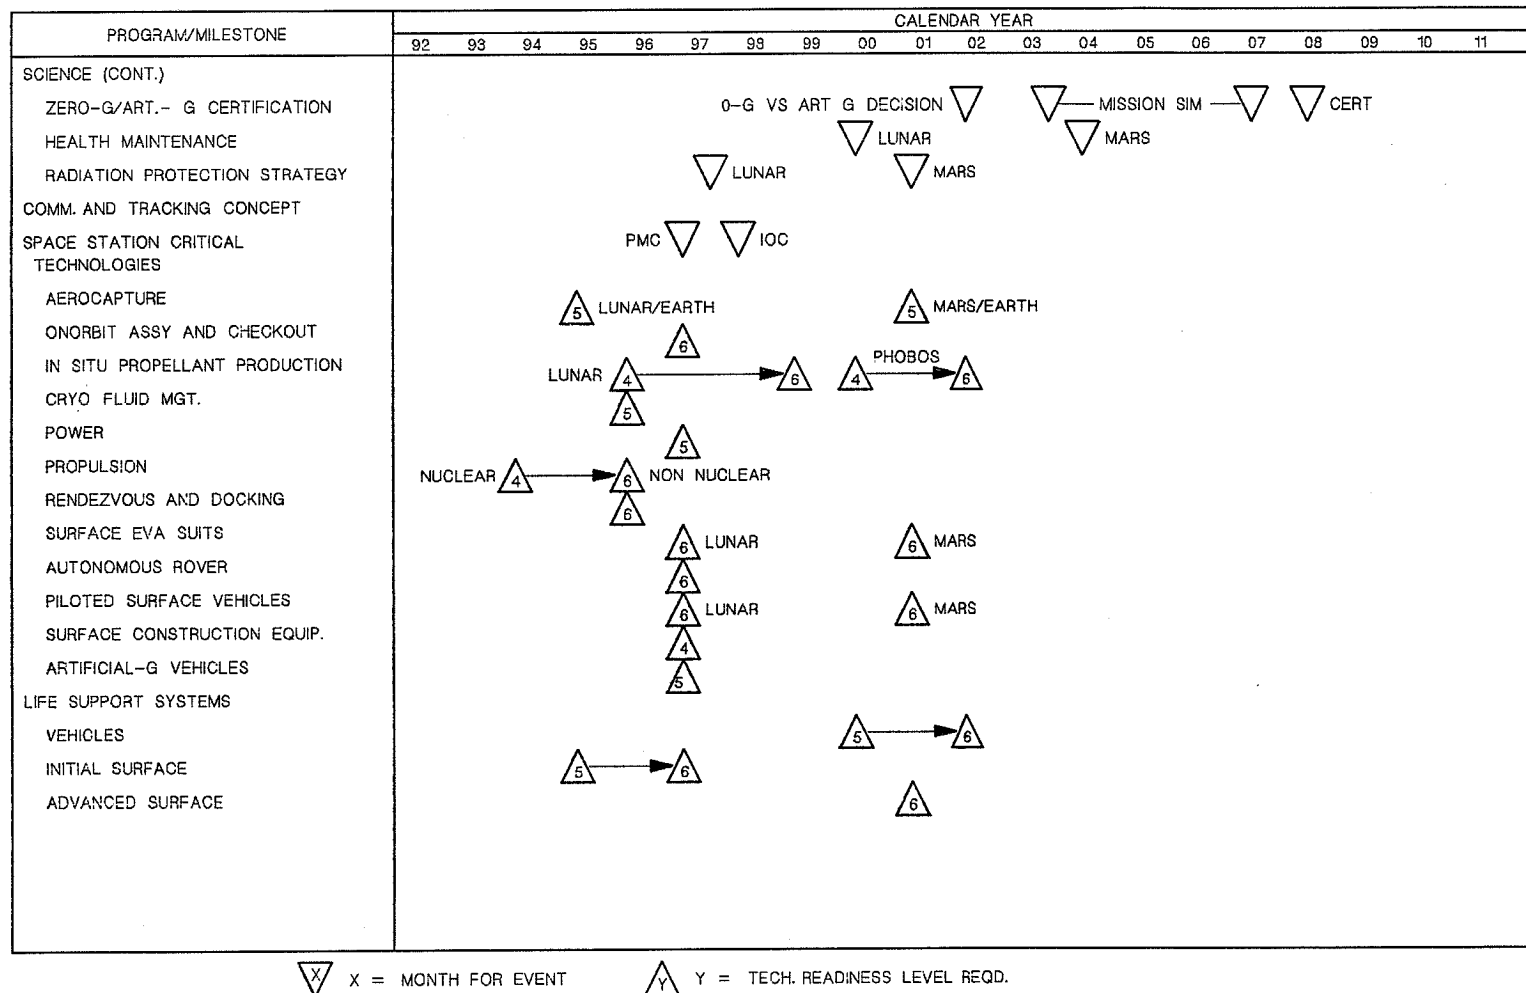 PROGRAM/MILESTONE
CALENDAR YEAR
92 93 94 95 96 97 98 99 00 01 02 03 04 05 06 07 08 09 10 11
SCIENCE (CONT.)
ZERO-G/ART.- G CERTIFICATION 0-G VS ART G DECISION MISSION SIM CERT
HEALTH MAINTENANCE LUNAR MARS
RADIATION PROTECTION STRATEGY LUNAR MARS
COMM. AND TRACKING CONCEPT
SPACE STATION CRITICAL PMC IOC
TECHNOLOGIES
AEROCAPTURE 5 LUNAR/EARTH 5 MARS/EARTH
ONORBIT ASSY AND CHECKOUT 6
IN SITU PROPELLANT PRODUCTION LUNAR 4 6 4 PHOBOS 6
CRYO FLUID MGT. 5
POWER 5
PROPULSION NUCLEAR 4 6 NON NUCLEAR
RENDEZVOUS AND DOCKING 6
SURFACE EVA SUITS 6 LUNAR 6 MARS
AUTONOMOUS ROVER 6
PILOTED SURFACE VEHICLES 6 LUNAR 6 MARS
SURFACE CONSTRUCTION EQUIP. 4
ARTIFICIAL-G VEHICLES 5
LIFE SUPPORT SYSTEMS
VEHICLES 5 6
INITIAL SURFACE 5 6
ADVANCED SURFACE 6
X X = MONTH FOR EVENT Y Y = TECH. READINESS LEVEL REQD.